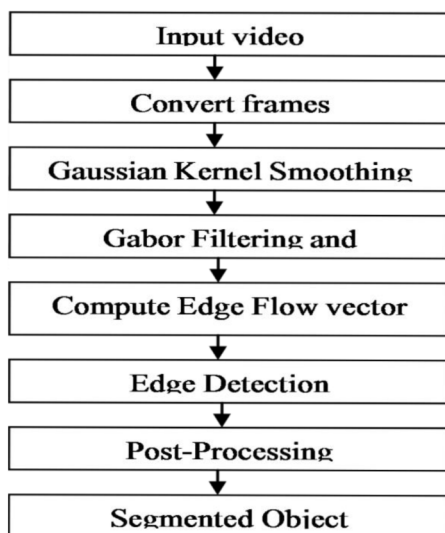 Input video
Convert frames
Gaussian Kernel Smoothing
Gabor Filtering and
Compute Edge Flow vector
Edge Detection
Post-Processing
Segmented Object